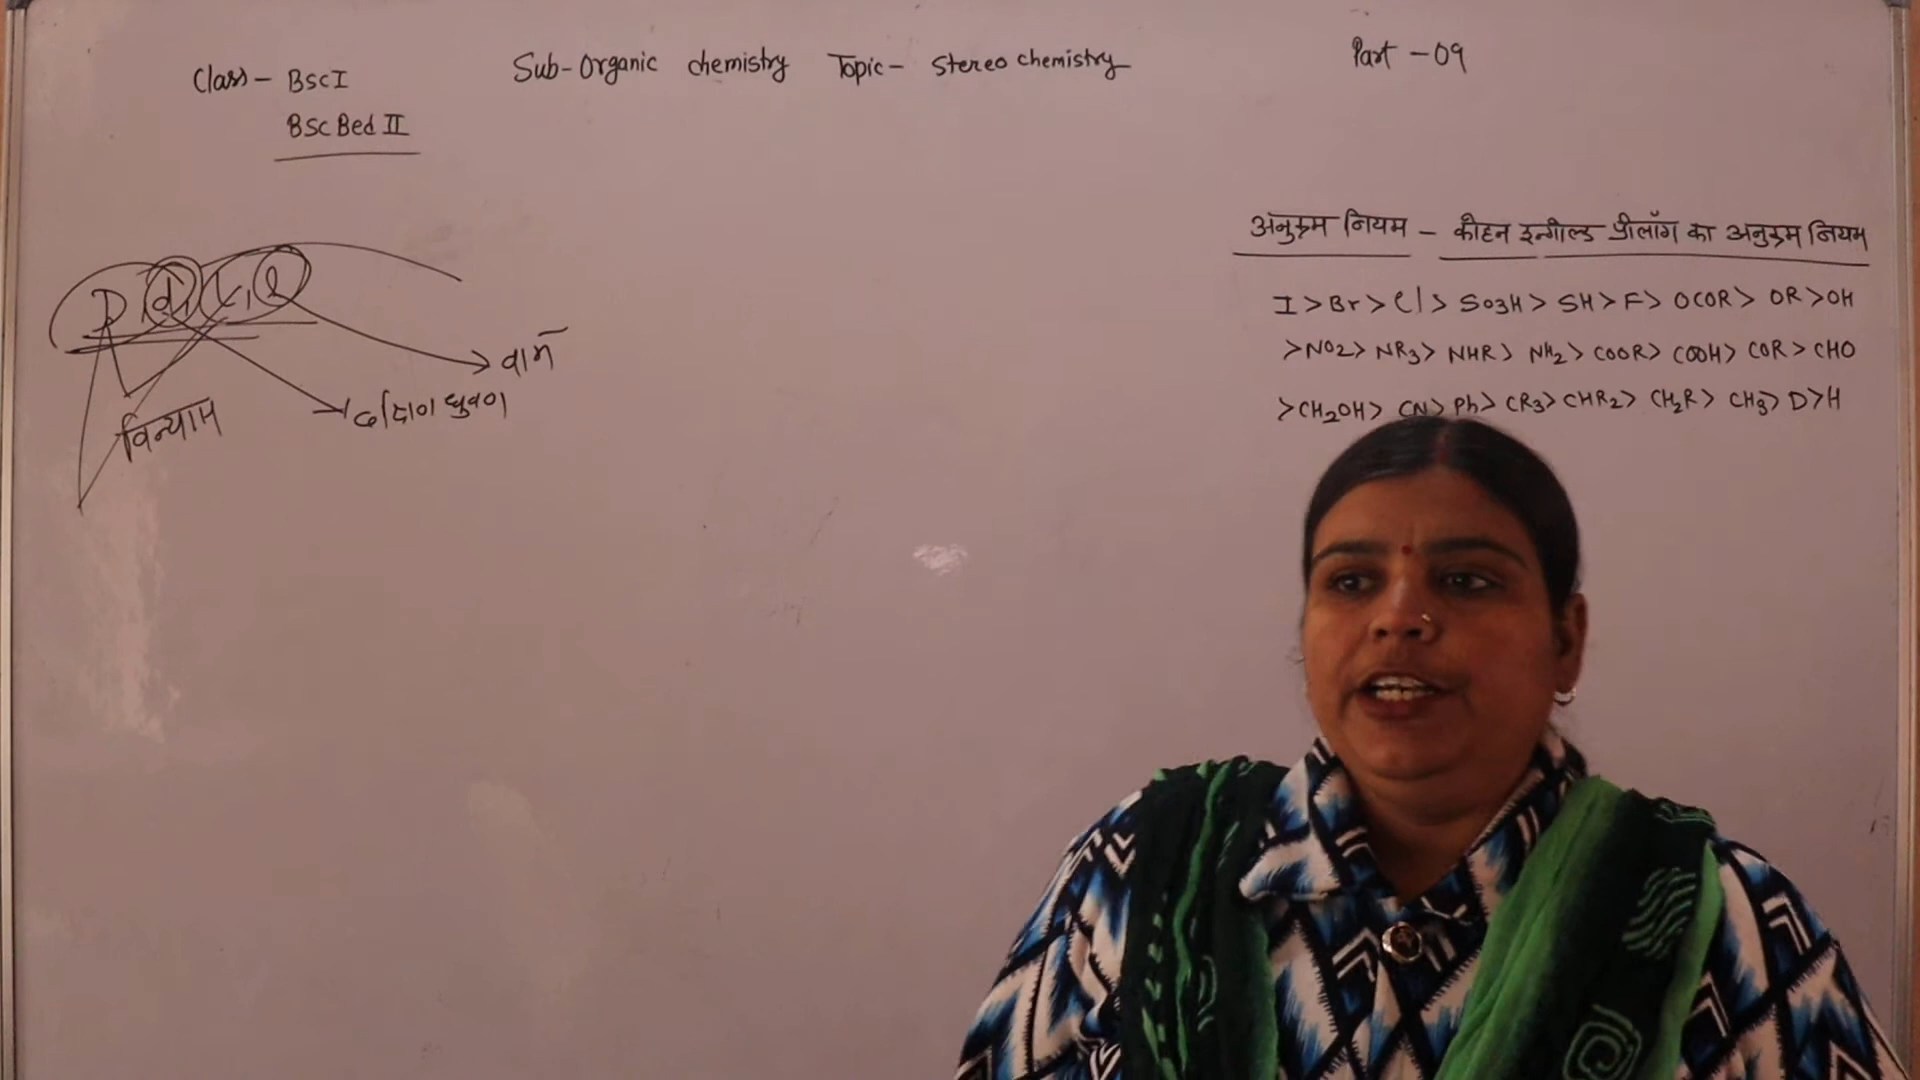 Class - BSc I
BSc Bed II
Sub-Organic chemistry Topic - Stereo chemistry
Part - 09
अनुक्रम नियम - कोहन इन्गोल्ड प्रीलॉग का अनुक्रम नियम
I > Br > Cl > SO3H > SH > F > OCOR > OR > OH
> NO2 > NR3 > NHR > NH2 > COOR > COOH > COR > CHO
> CH2OH > CN > Ph > CR3 > CHR2 > CH2R > CH3 > D > H
D d L l
वाम
विन्यास
ध्रुवण